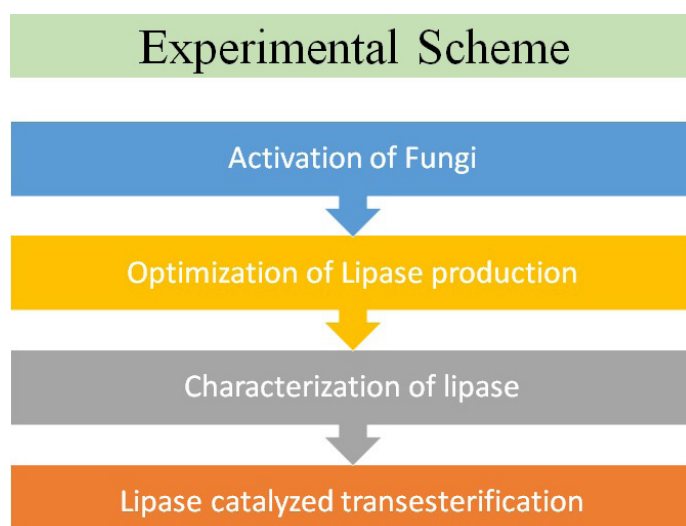 Experimental Scheme
Activation of Fungi
Optimization of Lipase production
Characterization of lipase
Lipase catalyzed transesterification